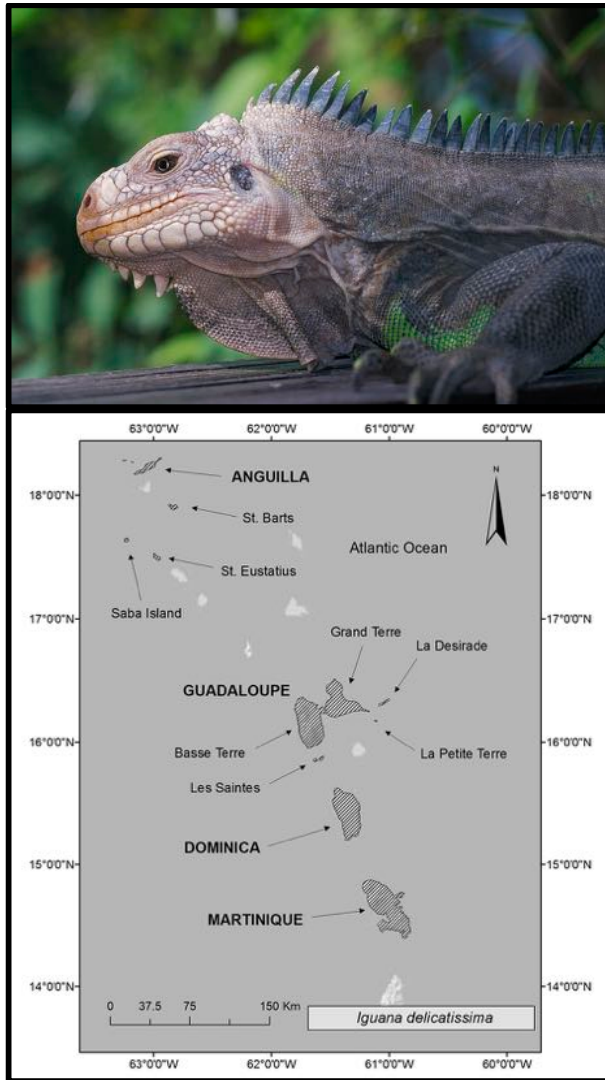 63°0'0"W 62°0'0"W 61°0'0"W 60°0'0"W
18°0'0"N
ANGUILLA
N
18°0'0"N
St. Barts
Atlantic Ocean
St. Eustatius
17°0'0"N
Saba Island
17°0'0"N
Grand Terre
La Desirade
GUADALOUPE
16°0'0"N
Basse Terre
La Petite Terre
16°0'0"N
Les Saintes
DOMINICA
15°0'0"N
15°0'0"N
MARTINIQUE
14°0'0"N
14°0'0"N
0 37.5 75 150 Km
Iguana delicatissima
63°0'0"W 62°0'0"W 61°0'0"W 60°0'0"W